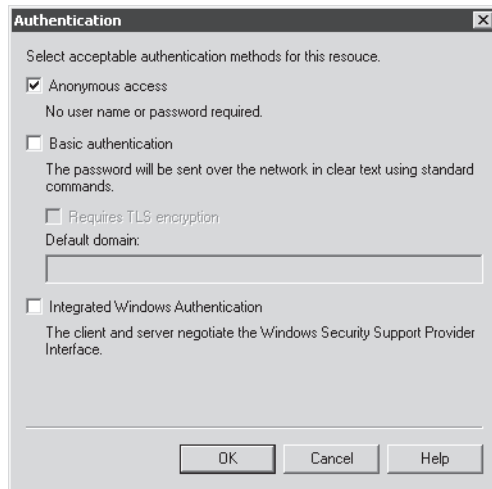 Authentication
Select acceptable authentication methods for this resouce.
Anonymous access
No user name or password required.
Basic authentication
The password will be sent over the network in clear text using standard
commands.
Requires TLS encryption
Default domain:
Integrated Windows Authentication
The client and server negotiate the Windows Security Support Provider
Interface.
OK Cancel Help